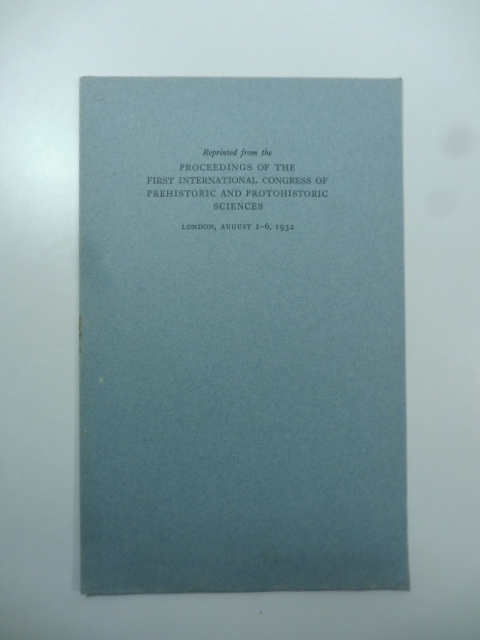 Reprinted from the
PROCEEDINGS OF THE
FIRST INTERNATIONAL CONGRESS OF
PREHISTORIC AND PROTOHISTORIC
SCIENCES
LONDON, AUGUST 1-6, 1932